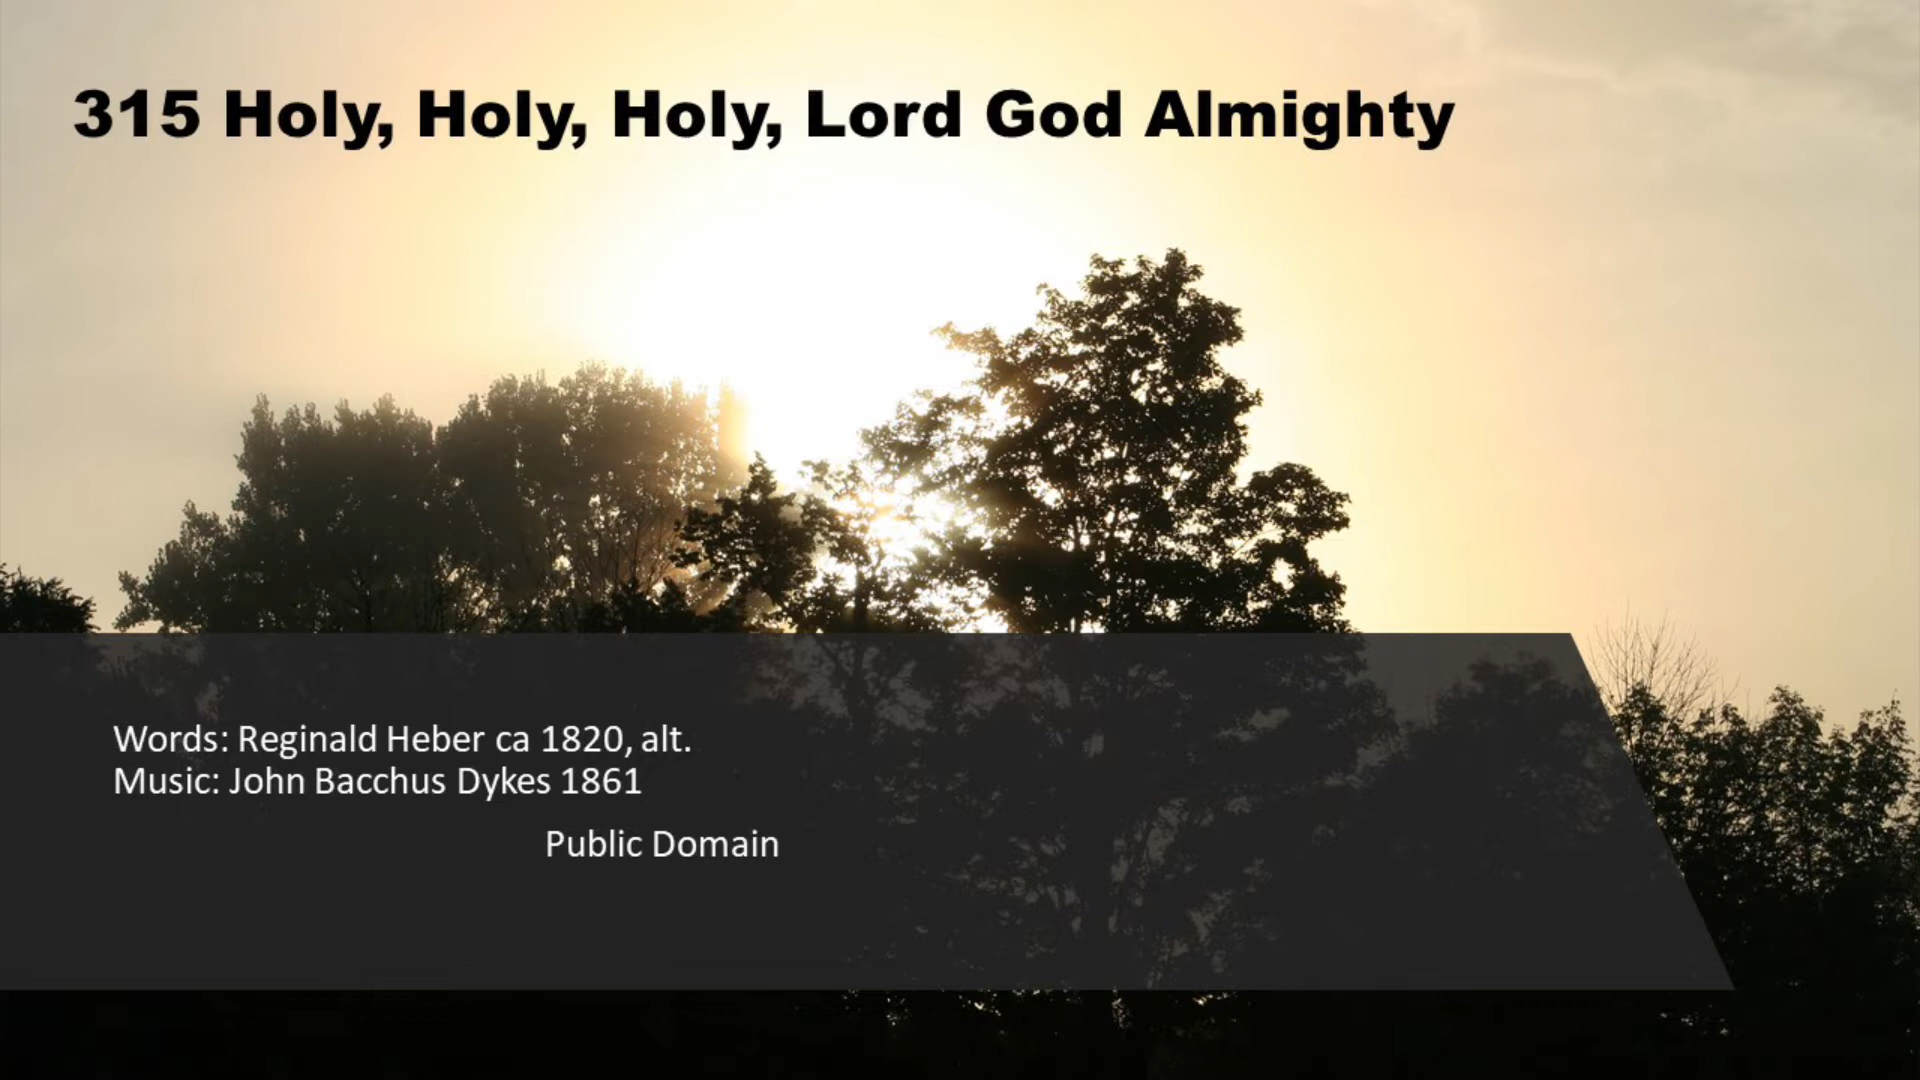 315 Holy, Holy, Holy, Lord God Almighty
Words: Reginald Heber ca 1820, alt.
Music: John Bacchus Dykes 1861
Public Domain